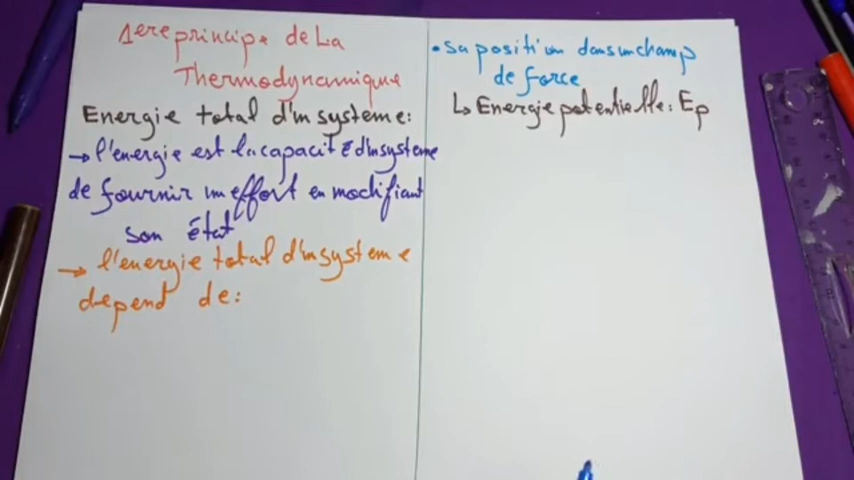 1ere principe de La
Thermodynamique
Energie total d'un systeme:
→ l'energie est la capacité d'un systeme
de fournir un effort en modifiant
son état
→ l'energie total d'un systeme
depend de:
• sa position dans un champ
de force
↳ Energie potentielle: Ep